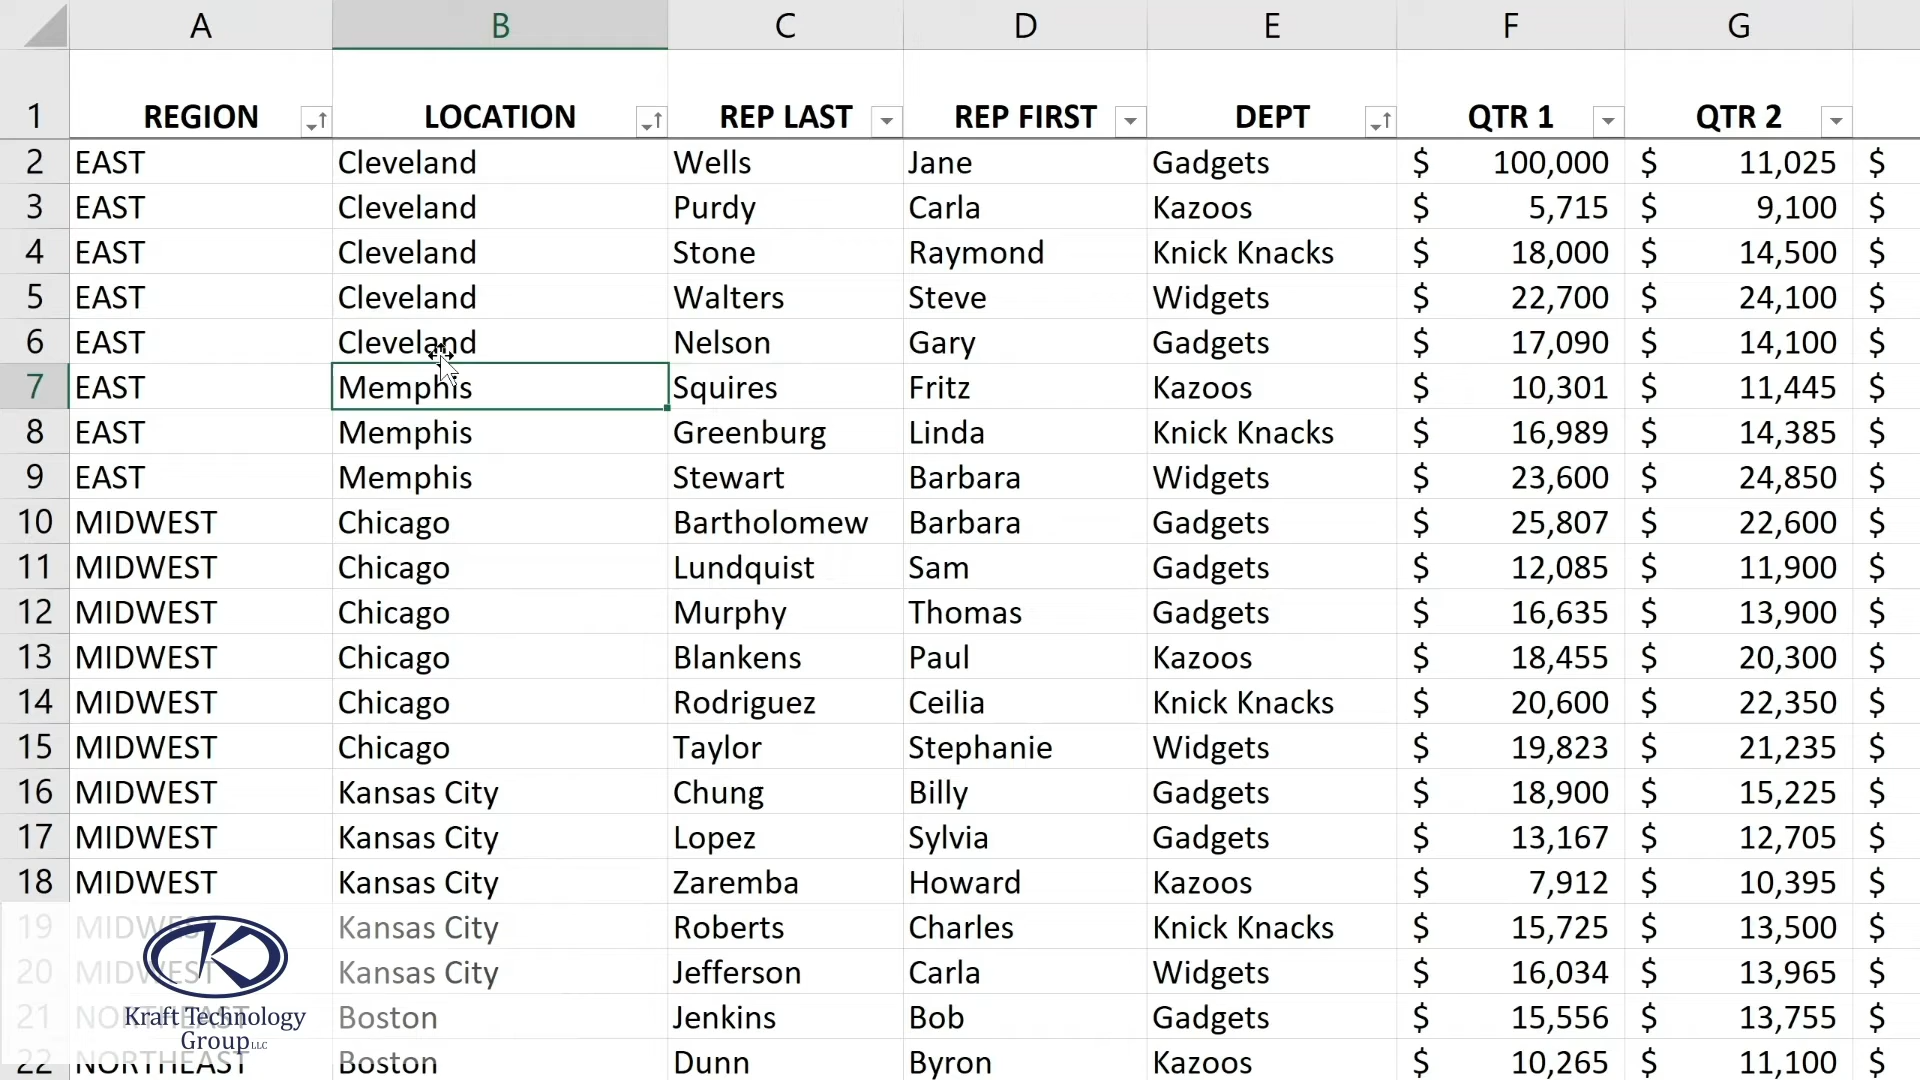 A B C D E F G
1 REGION LOCATION REP LAST REP FIRST DEPT QTR 1 QTR 2
2 EAST Cleveland Wells Jane Gadgets $ 100,000 $ 11,025 $
3 EAST Cleveland Purdy Carla Kazoos $ 5,715 $ 9,100 $
4 EAST Cleveland Stone Raymond Knick Knacks $ 18,000 $ 14,500 $
5 EAST Cleveland Walters Steve Widgets $ 22,700 $ 24,100 $
6 EAST Cleveland Nelson Gary Gadgets $ 17,090 $ 14,100 $
7 EAST Memphis Squires Fritz Kazoos $ 10,301 $ 11,445 $
8 EAST Memphis Greenburg Linda Knick Knacks $ 16,989 $ 14,385 $
9 EAST Memphis Stewart Barbara Widgets $ 23,600 $ 24,850 $
10 MIDWEST Chicago Bartholomew Barbara Gadgets $ 25,807 $ 22,600 $
11 MIDWEST Chicago Lundquist Sam Gadgets $ 12,085 $ 11,900 $
12 MIDWEST Chicago Murphy Thomas Gadgets $ 16,635 $ 13,900 $
13 MIDWEST Chicago Blankens Paul Kazoos $ 18,455 $ 20,300 $
14 MIDWEST Chicago Rodriguez Ceilia Knick Knacks $ 20,600 $ 22,350 $
15 MIDWEST Chicago Taylor Stephanie Widgets $ 19,823 $ 21,235 $
16 MIDWEST Kansas City Chung Billy Gadgets $ 18,900 $ 15,225 $
17 MIDWEST Kansas City Lopez Sylvia Gadgets $ 13,167 $ 12,705 $
18 MIDWEST Kansas City Zaremba Howard Kazoos $ 7,912 $ 10,395 $
19 MIDWEST Kansas City Roberts Charles Knick Knacks $ 15,725 $ 13,500 $
20 MIDWEST Kansas City Jefferson Carla Widgets $ 16,034 $ 13,965 $
21 NORTHEAST Boston Jenkins Bob Gadgets $ 15,556 $ 13,755 $
22 NORTHEAST Boston Dunn Byron Kazoos $ 10,265 $ 11,100 $
Kraft Technology
Group LLC